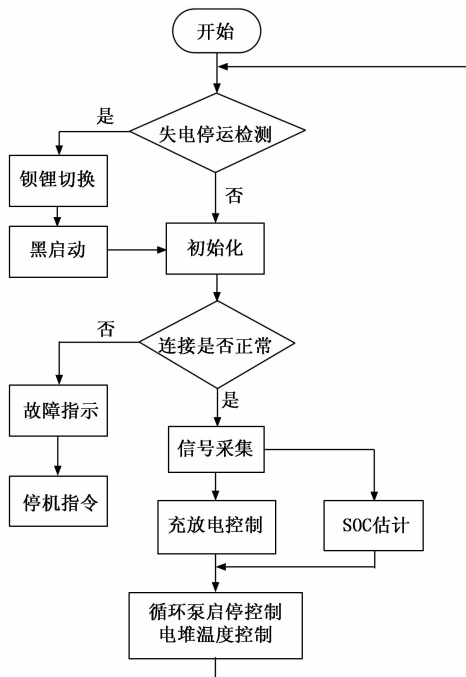 开始
失电停运检测
是
否
钡锂切换
黑启动
初始化
连接是否正常
否
是
故障指示
停机指令
信号采集
充放电控制
SOC估计
循环泵启停控制
电堆温度控制